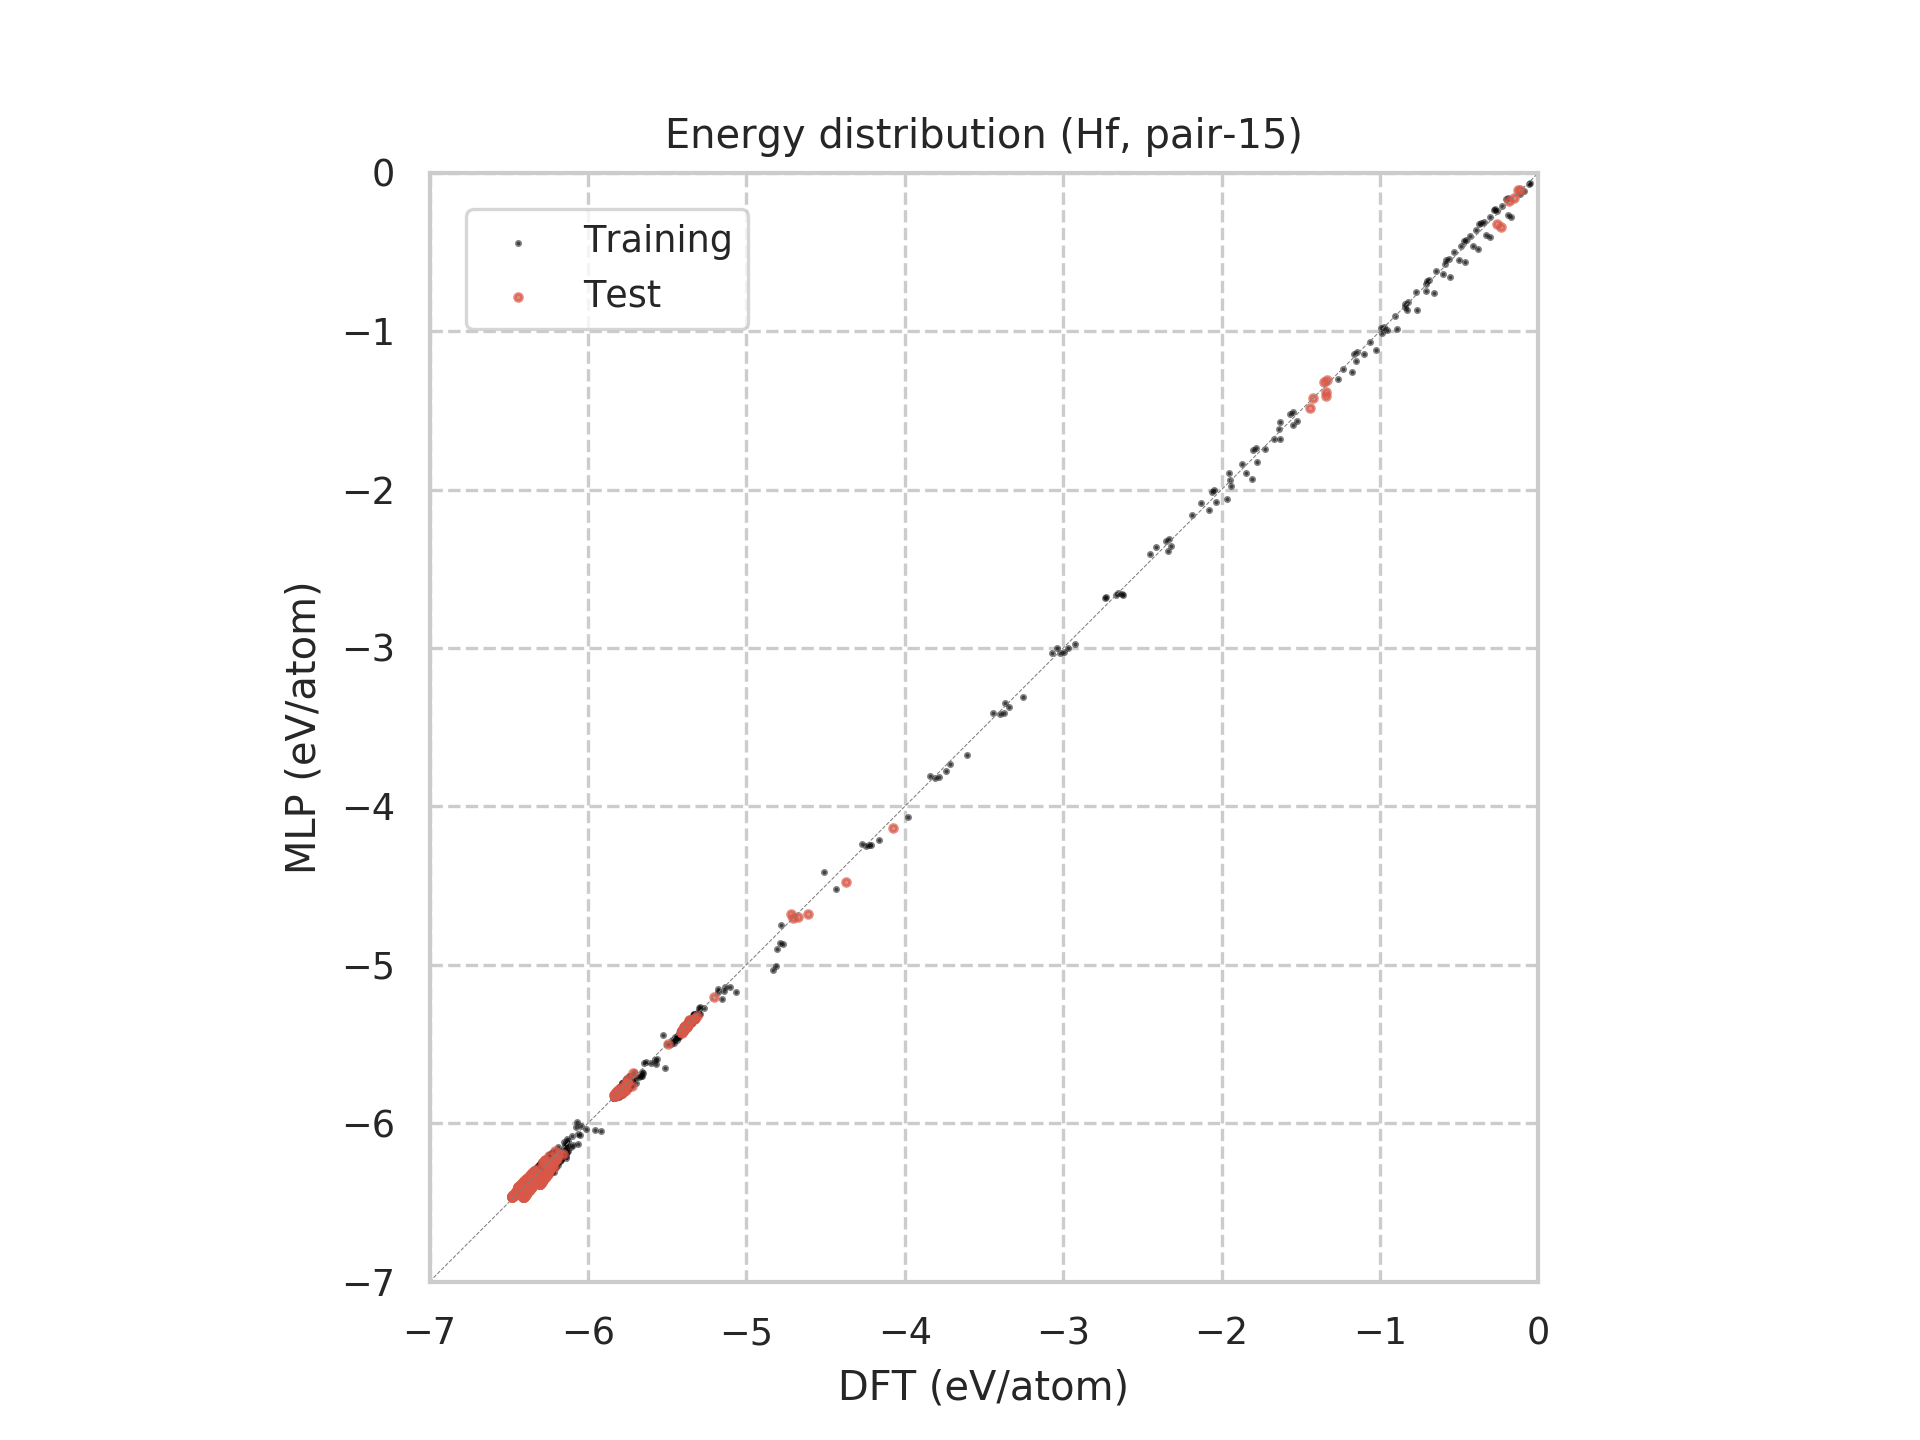 Energy distribution (Hf, pair-15)
Training
Test
0
−1
−2
−3
−4
−5
−6
−7
MLP (eV/atom)
−7 −6 −5 −4 −3 −2 −1 0
DFT (eV/atom)